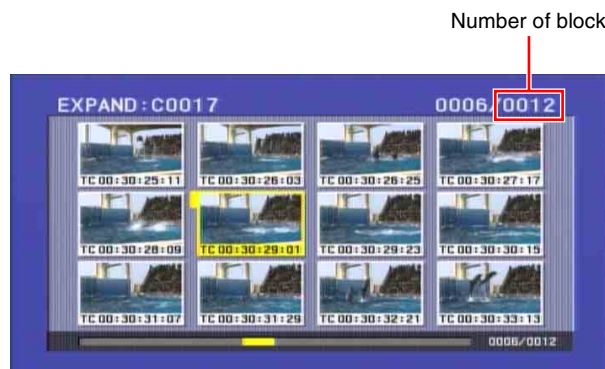 Number of block
EXPAND:C0017 0006/0012
TC 00:30:25:11 TC 00:30:26:03 TC 00:30:26:25 TC 00:30:27:17
TC 00:30:28:09 TC 00:30:29:01 TC 00:30:29:23 TC 00:30:30:15
TC 00:30:31:07 TC 00:30:31:29 TC 00:30:32:21 TC 00:30:33:13
0006/0012